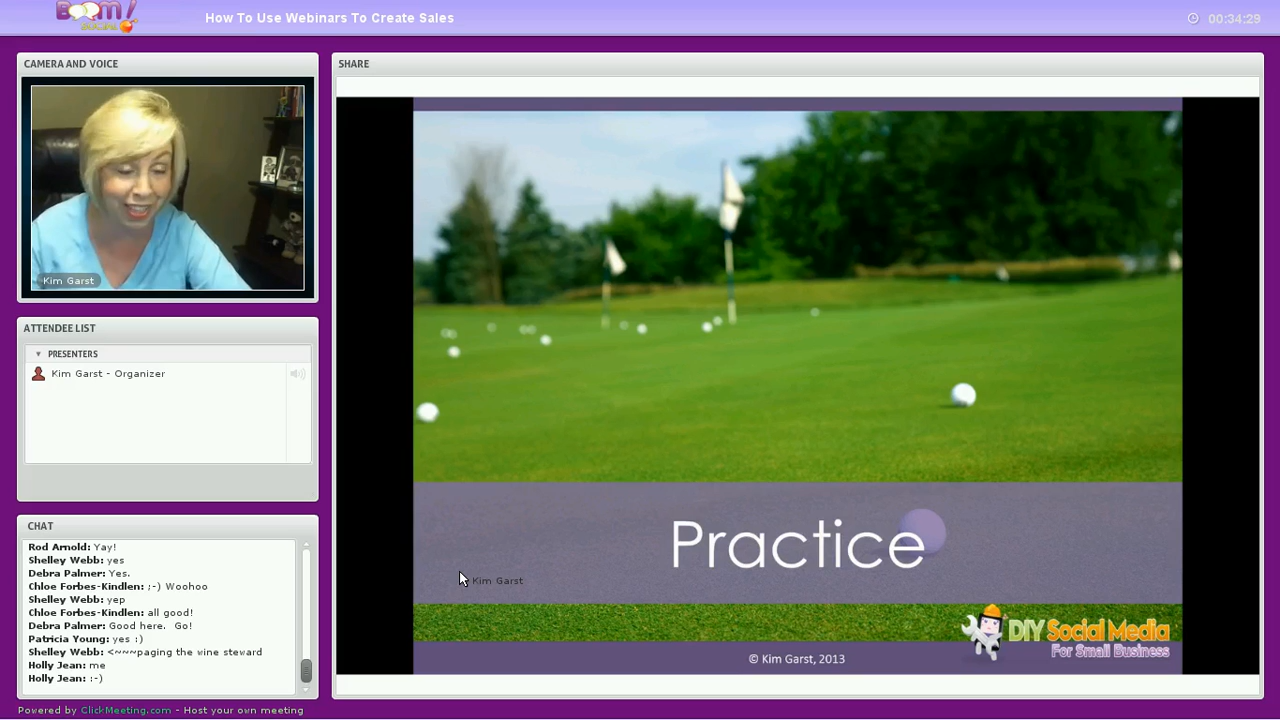 BOOM!
SOCIAL
How To Use Webinars To Create Sales
00:34:29
CAMERA AND VOICE
Kim Garst
ATTENDEE LIST
PRESENTERS
Kim Garst - Organizer
CHAT
Rod Arnold: Yay!
Shelley Webb: yes
Debra Palmer: Yes.
Chloe Forbes-Kindlen: ;-) Woohoo
Shelley Webb: yep
Chloe Forbes-Kindlen: all good!
Debra Palmer: Good here. Go!
Patricia Young: yes :)
Shelley Webb: <~~~paging the wine steward
Holly Jean: me
Holly Jean: :-)
Powered by ClickMeeting.com - Host your own meeting
SHARE
Practice
Kim Garst
DIY Social Media
For Small Business
© Kim Garst, 2013